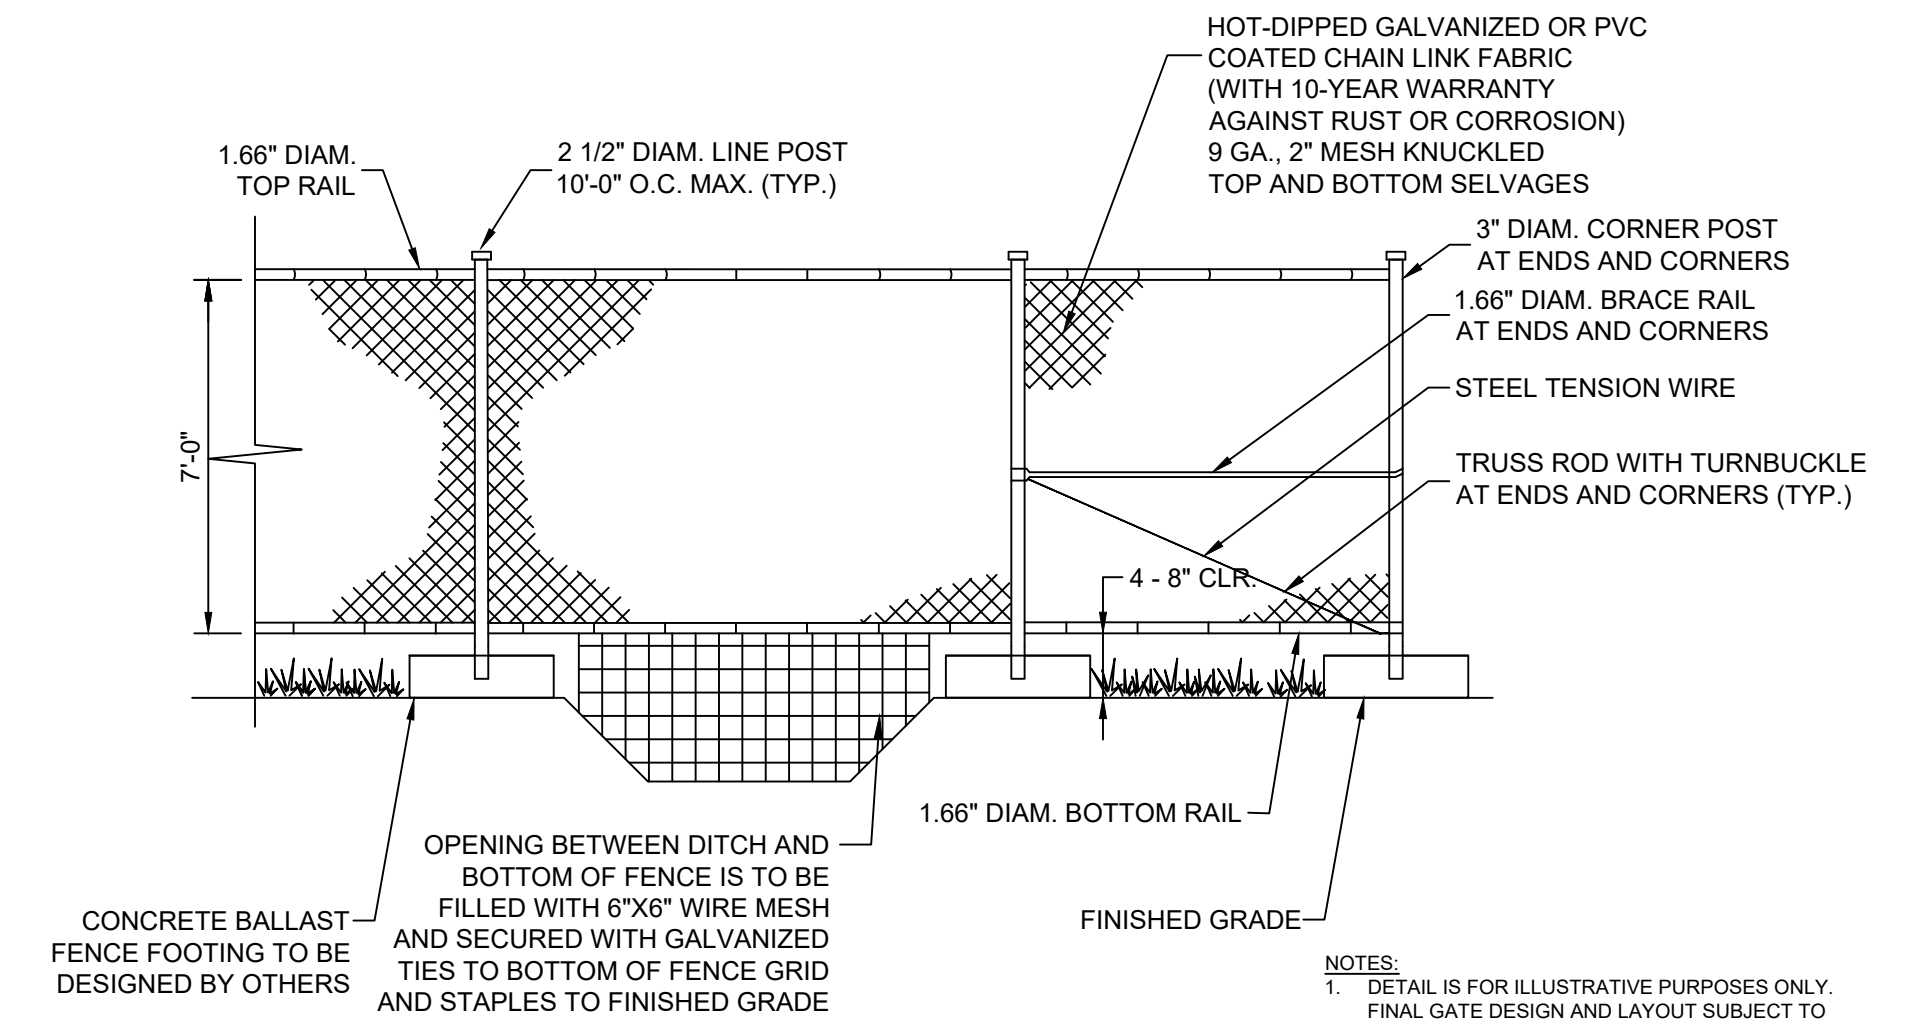 HOT-DIPPED GALVANIZED OR PVC
COATED CHAIN LINK FABRIC
(WITH 10-YEAR WARRANTY
AGAINST RUST OR CORROSION)
9 GA., 2" MESH KNUCKLED
TOP AND BOTTOM SELVAGES
1.66" DIAM.
TOP RAIL
2 1/2" DIAM. LINE POST
10'-0" O.C. MAX. (TYP.)
3" DIAM. CORNER POST
AT ENDS AND CORNERS
1.66" DIAM. BRACE RAIL
AT ENDS AND CORNERS
STEEL TENSION WIRE
TRUSS ROD WITH TURNBUCKLE
AT ENDS AND CORNERS (TYP.)
7'-0"
4 - 8" CLR.
1.66" DIAM. BOTTOM RAIL
OPENING BETWEEN DITCH AND
BOTTOM OF FENCE IS TO BE
FILLED WITH 6"X6" WIRE MESH
AND SECURED WITH GALVANIZED
TIES TO BOTTOM OF FENCE GRID
AND STAPLES TO FINISHED GRADE
CONCRETE BALLAST
FENCE FOOTING TO BE
DESIGNED BY OTHERS
FINISHED GRADE
NOTES:
1. DETAIL IS FOR ILLUSTRATIVE PURPOSES ONLY.
FINAL GATE DESIGN AND LAYOUT SUBJECT TO